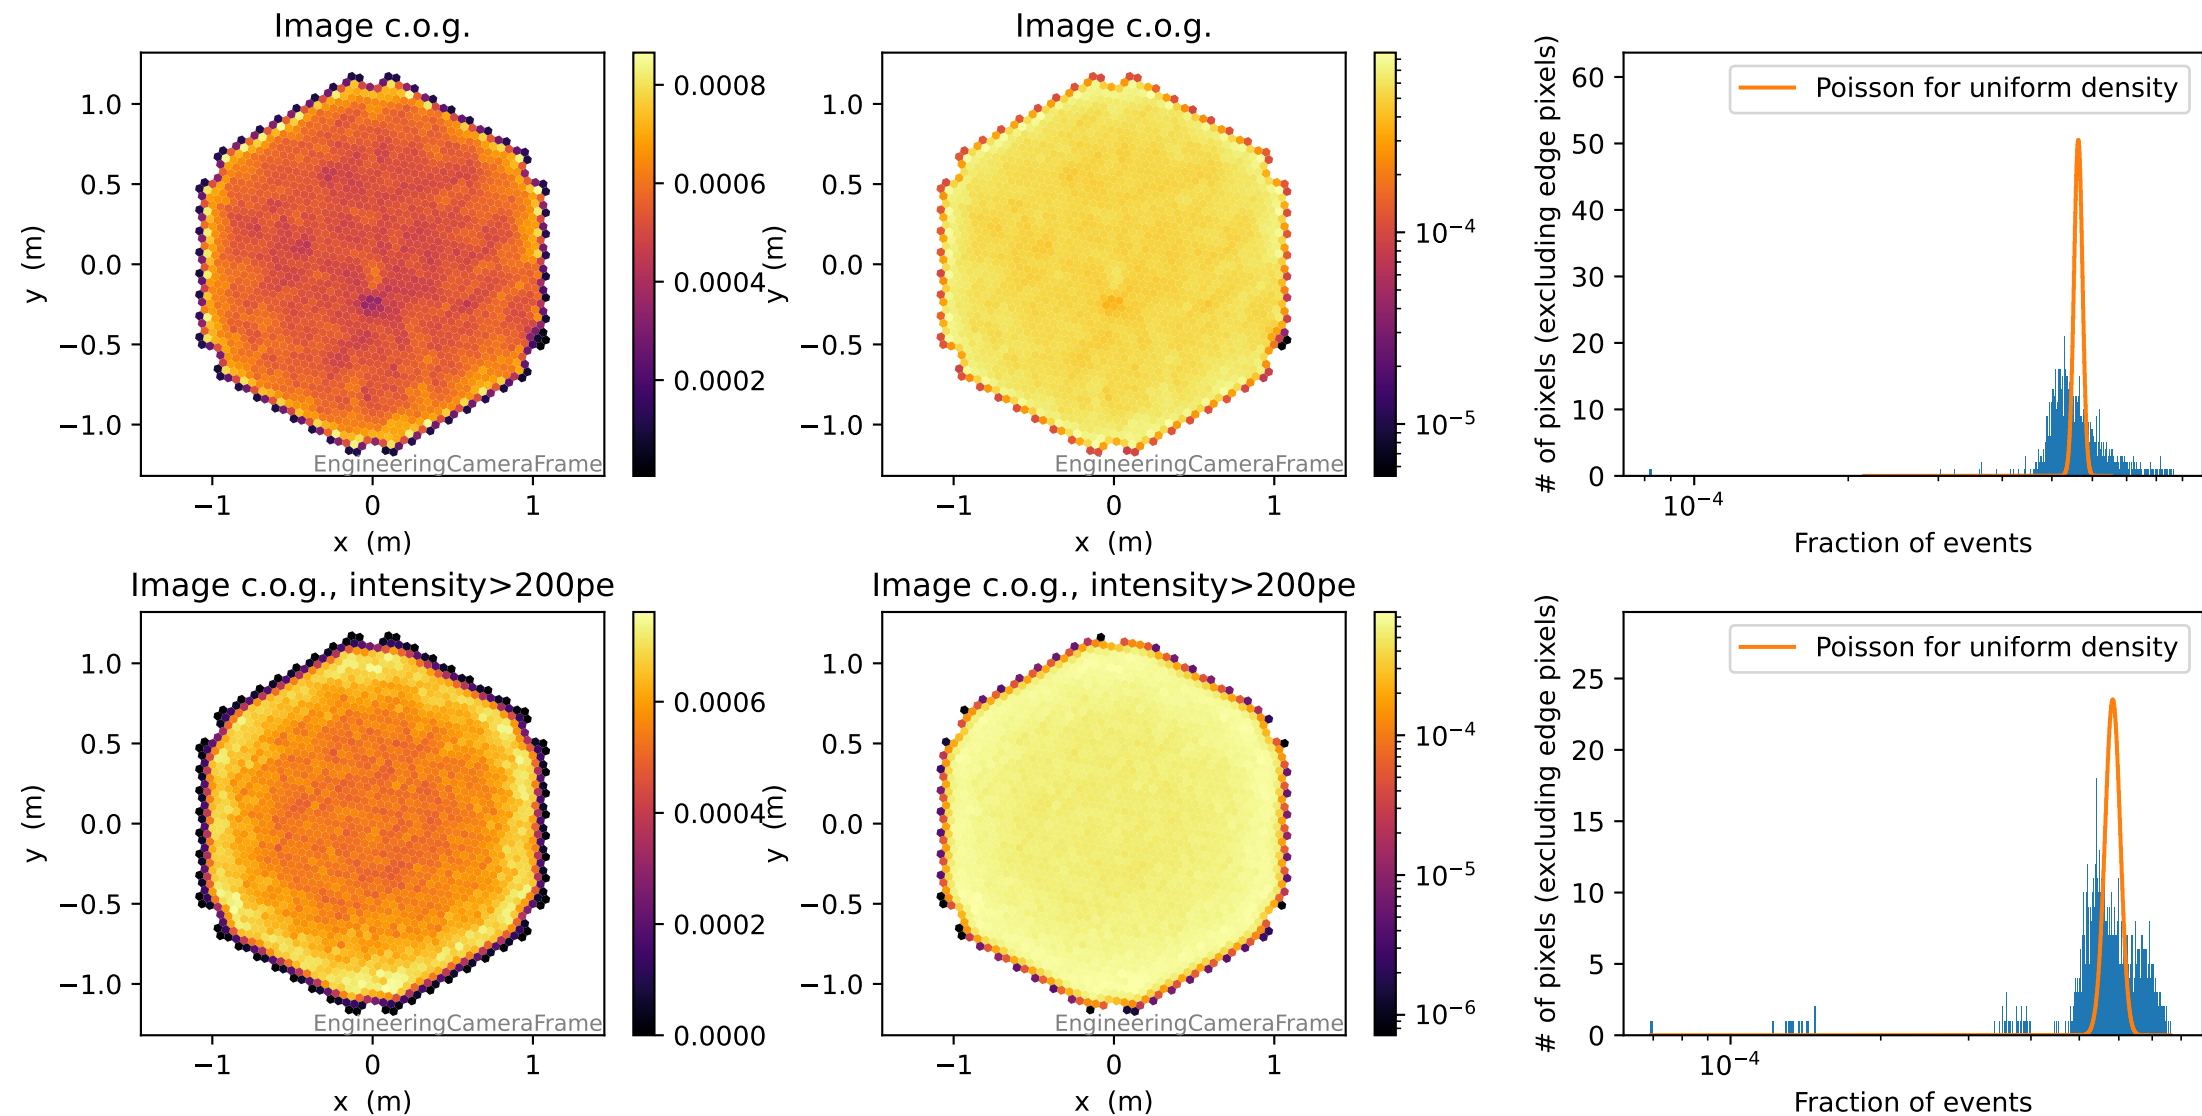 Image c.o.g.
1.0
0.5
0.0
−0.5
−1.0
y (m)
−1
0
1
x (m)
EngineeringCameraFrame
0.0008
0.0006
0.0004
0.0002
Image c.o.g.
1.0
0.5
0.0
−0.5
−1.0
y (m)
−1
0
1
x (m)
EngineeringCameraFrame
10−4
10−5
60
50
40
30
20
10
0
# of pixels (excluding edge pixels)
Poisson for uniform density
10−4
Fraction of events
Image c.o.g., intensity>200pe
1.0
0.5
0.0
−0.5
−1.0
y (m)
−1
0
1
x (m)
EngineeringCameraFrame
0.0006
0.0004
0.0002
0.0000
Image c.o.g., intensity>200pe
1.0
0.5
0.0
−0.5
−1.0
y (m)
−1
0
1
x (m)
EngineeringCameraFrame
10−4
10−5
10−6
25
20
15
10
5
0
# of pixels (excluding edge pixels)
Poisson for uniform density
10−4
Fraction of events